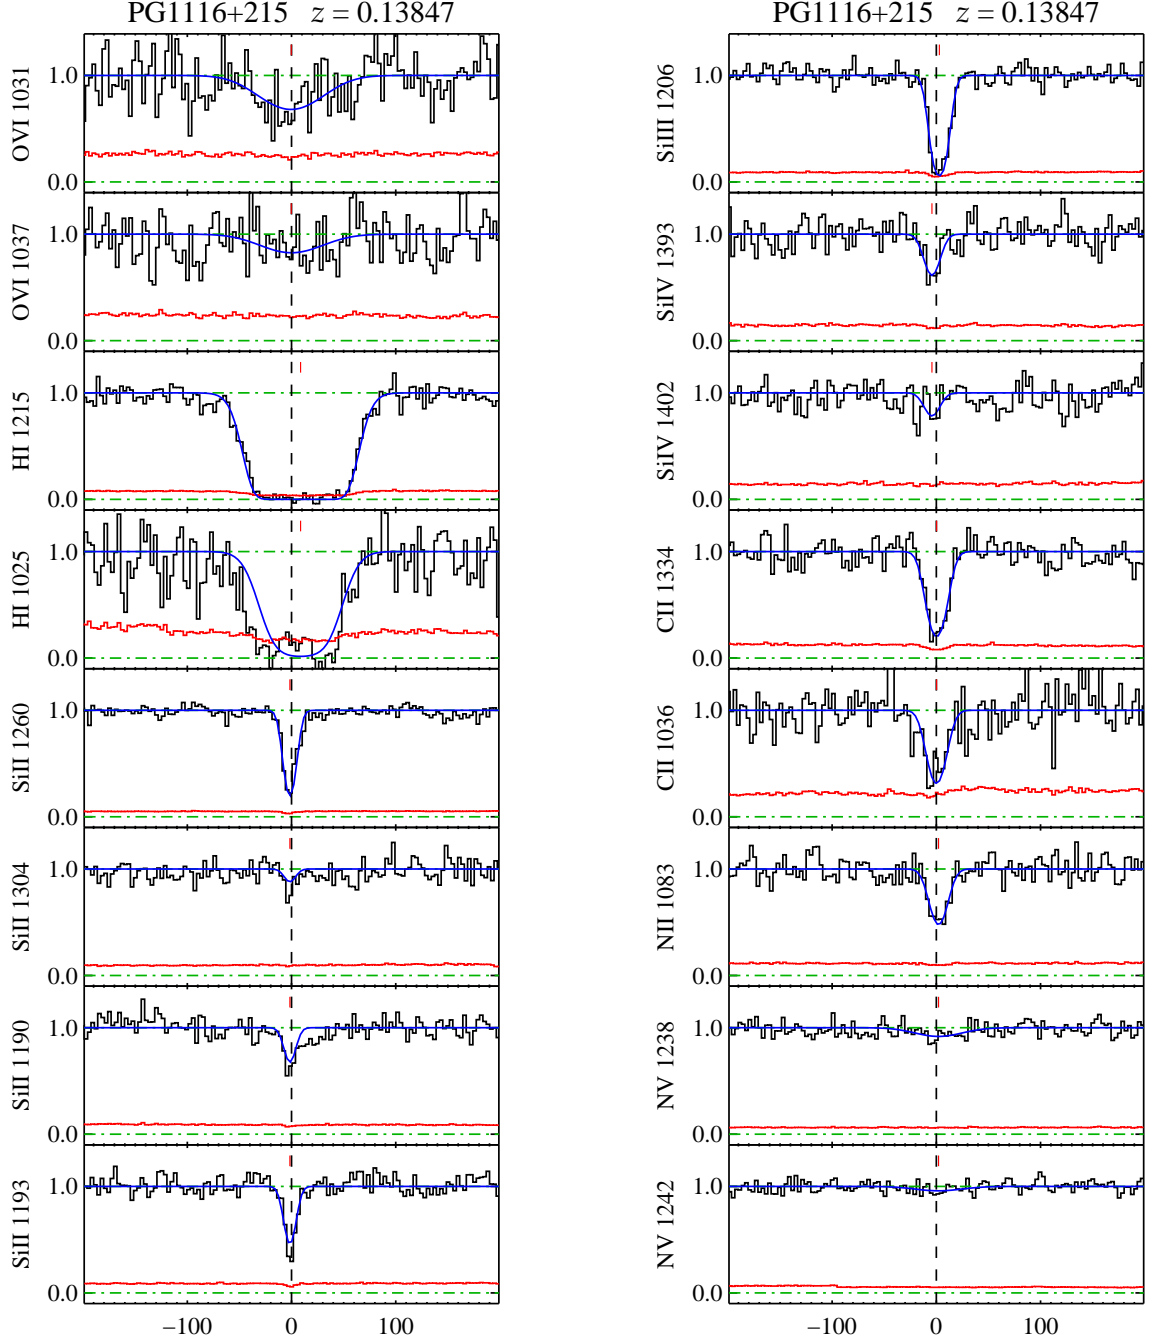 PG1116+215 z = 0.13847
OVI 1031
1.0
0.0
OVI 1037
1.0
0.0
HI 1215
1.0
0.0
HI 1025
1.0
0.0
SiII 1260
1.0
0.0
SiII 1304
1.0
0.0
SiII 1190
1.0
0.0
SiII 1193
1.0
0.0
−100 0 100
PG1116+215 z = 0.13847
SiIII 1206
1.0
0.0
SiIV 1393
1.0
0.0
SiIV 1402
1.0
0.0
CII 1334
1.0
0.0
CII 1036
1.0
0.0
NII 1083
1.0
0.0
NV 1238
1.0
0.0
NV 1242
1.0
0.0
−100 0 100